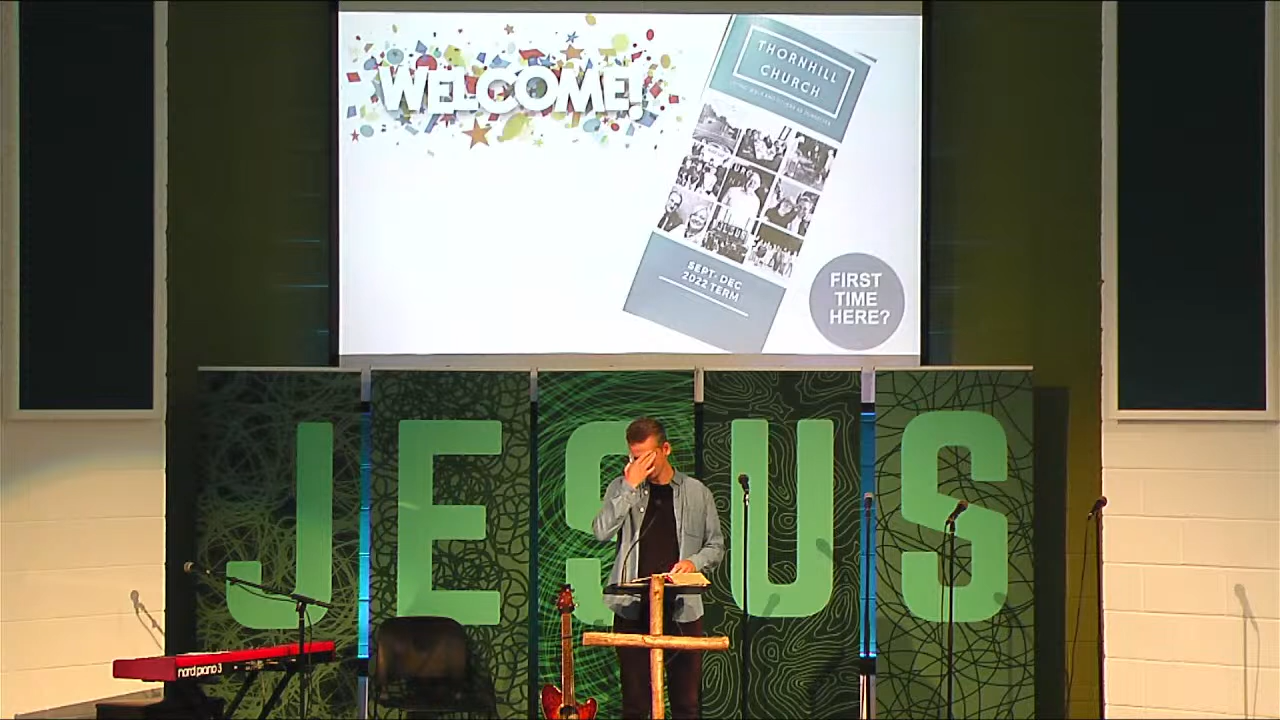 WELCOME!
THORNHILL
CHURCH
SEPT- DEC
2022 TERM
FIRST
TIME
HERE?
JESUS
nord piano 3